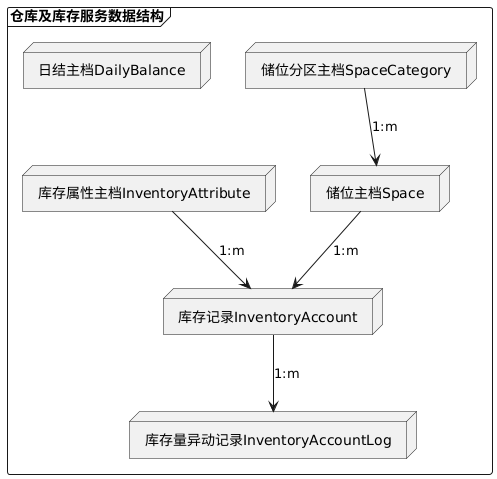 仓库及库存服务数据结构
日结主档DailyBalance
储位分区主档SpaceCategory
1:m
库存属性主档InventoryAttribute
储位主档Space
1:m
1:m
库存记录InventoryAccount
1:m
库存量异动记录InventoryAccountLog